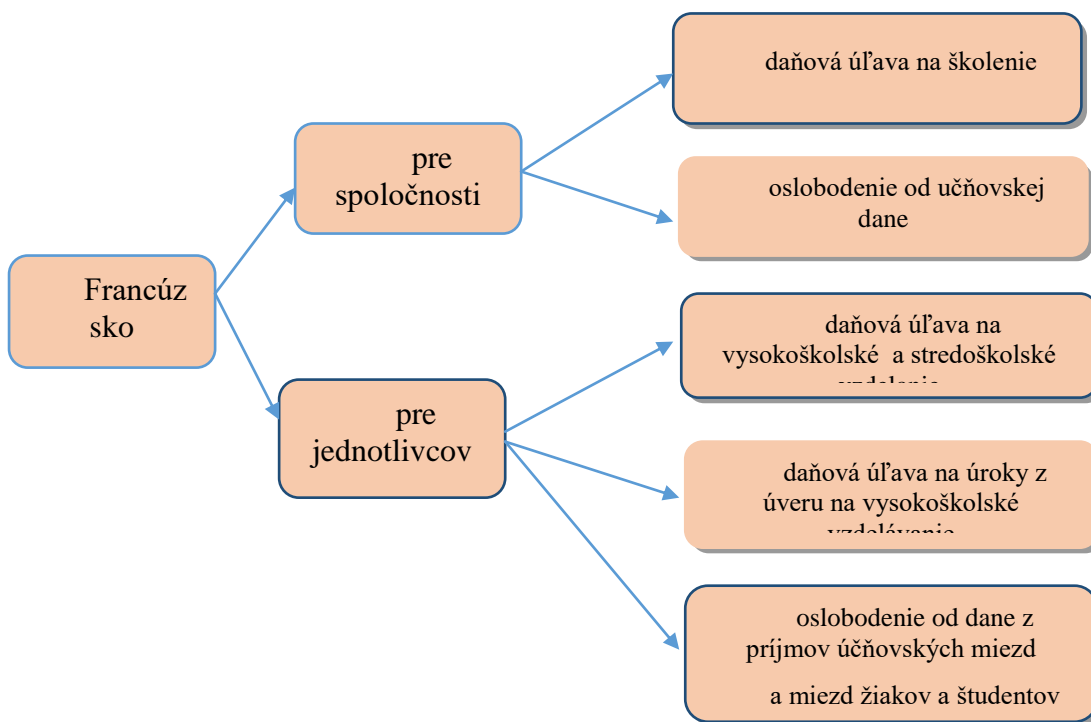 daňová úľava na školenie
pre
spoločnosti
oslobodenie od učňovskej
dane
Francúz
sko
daňová úľava na
vysokoškolské a stredoškolské
pre
jednotlivcov
daňová úľava na úroky z
úveru na vysokoškolské
oslobodenie od dane z
príjmov účňovských miezd
a miezd žiakov a študentov